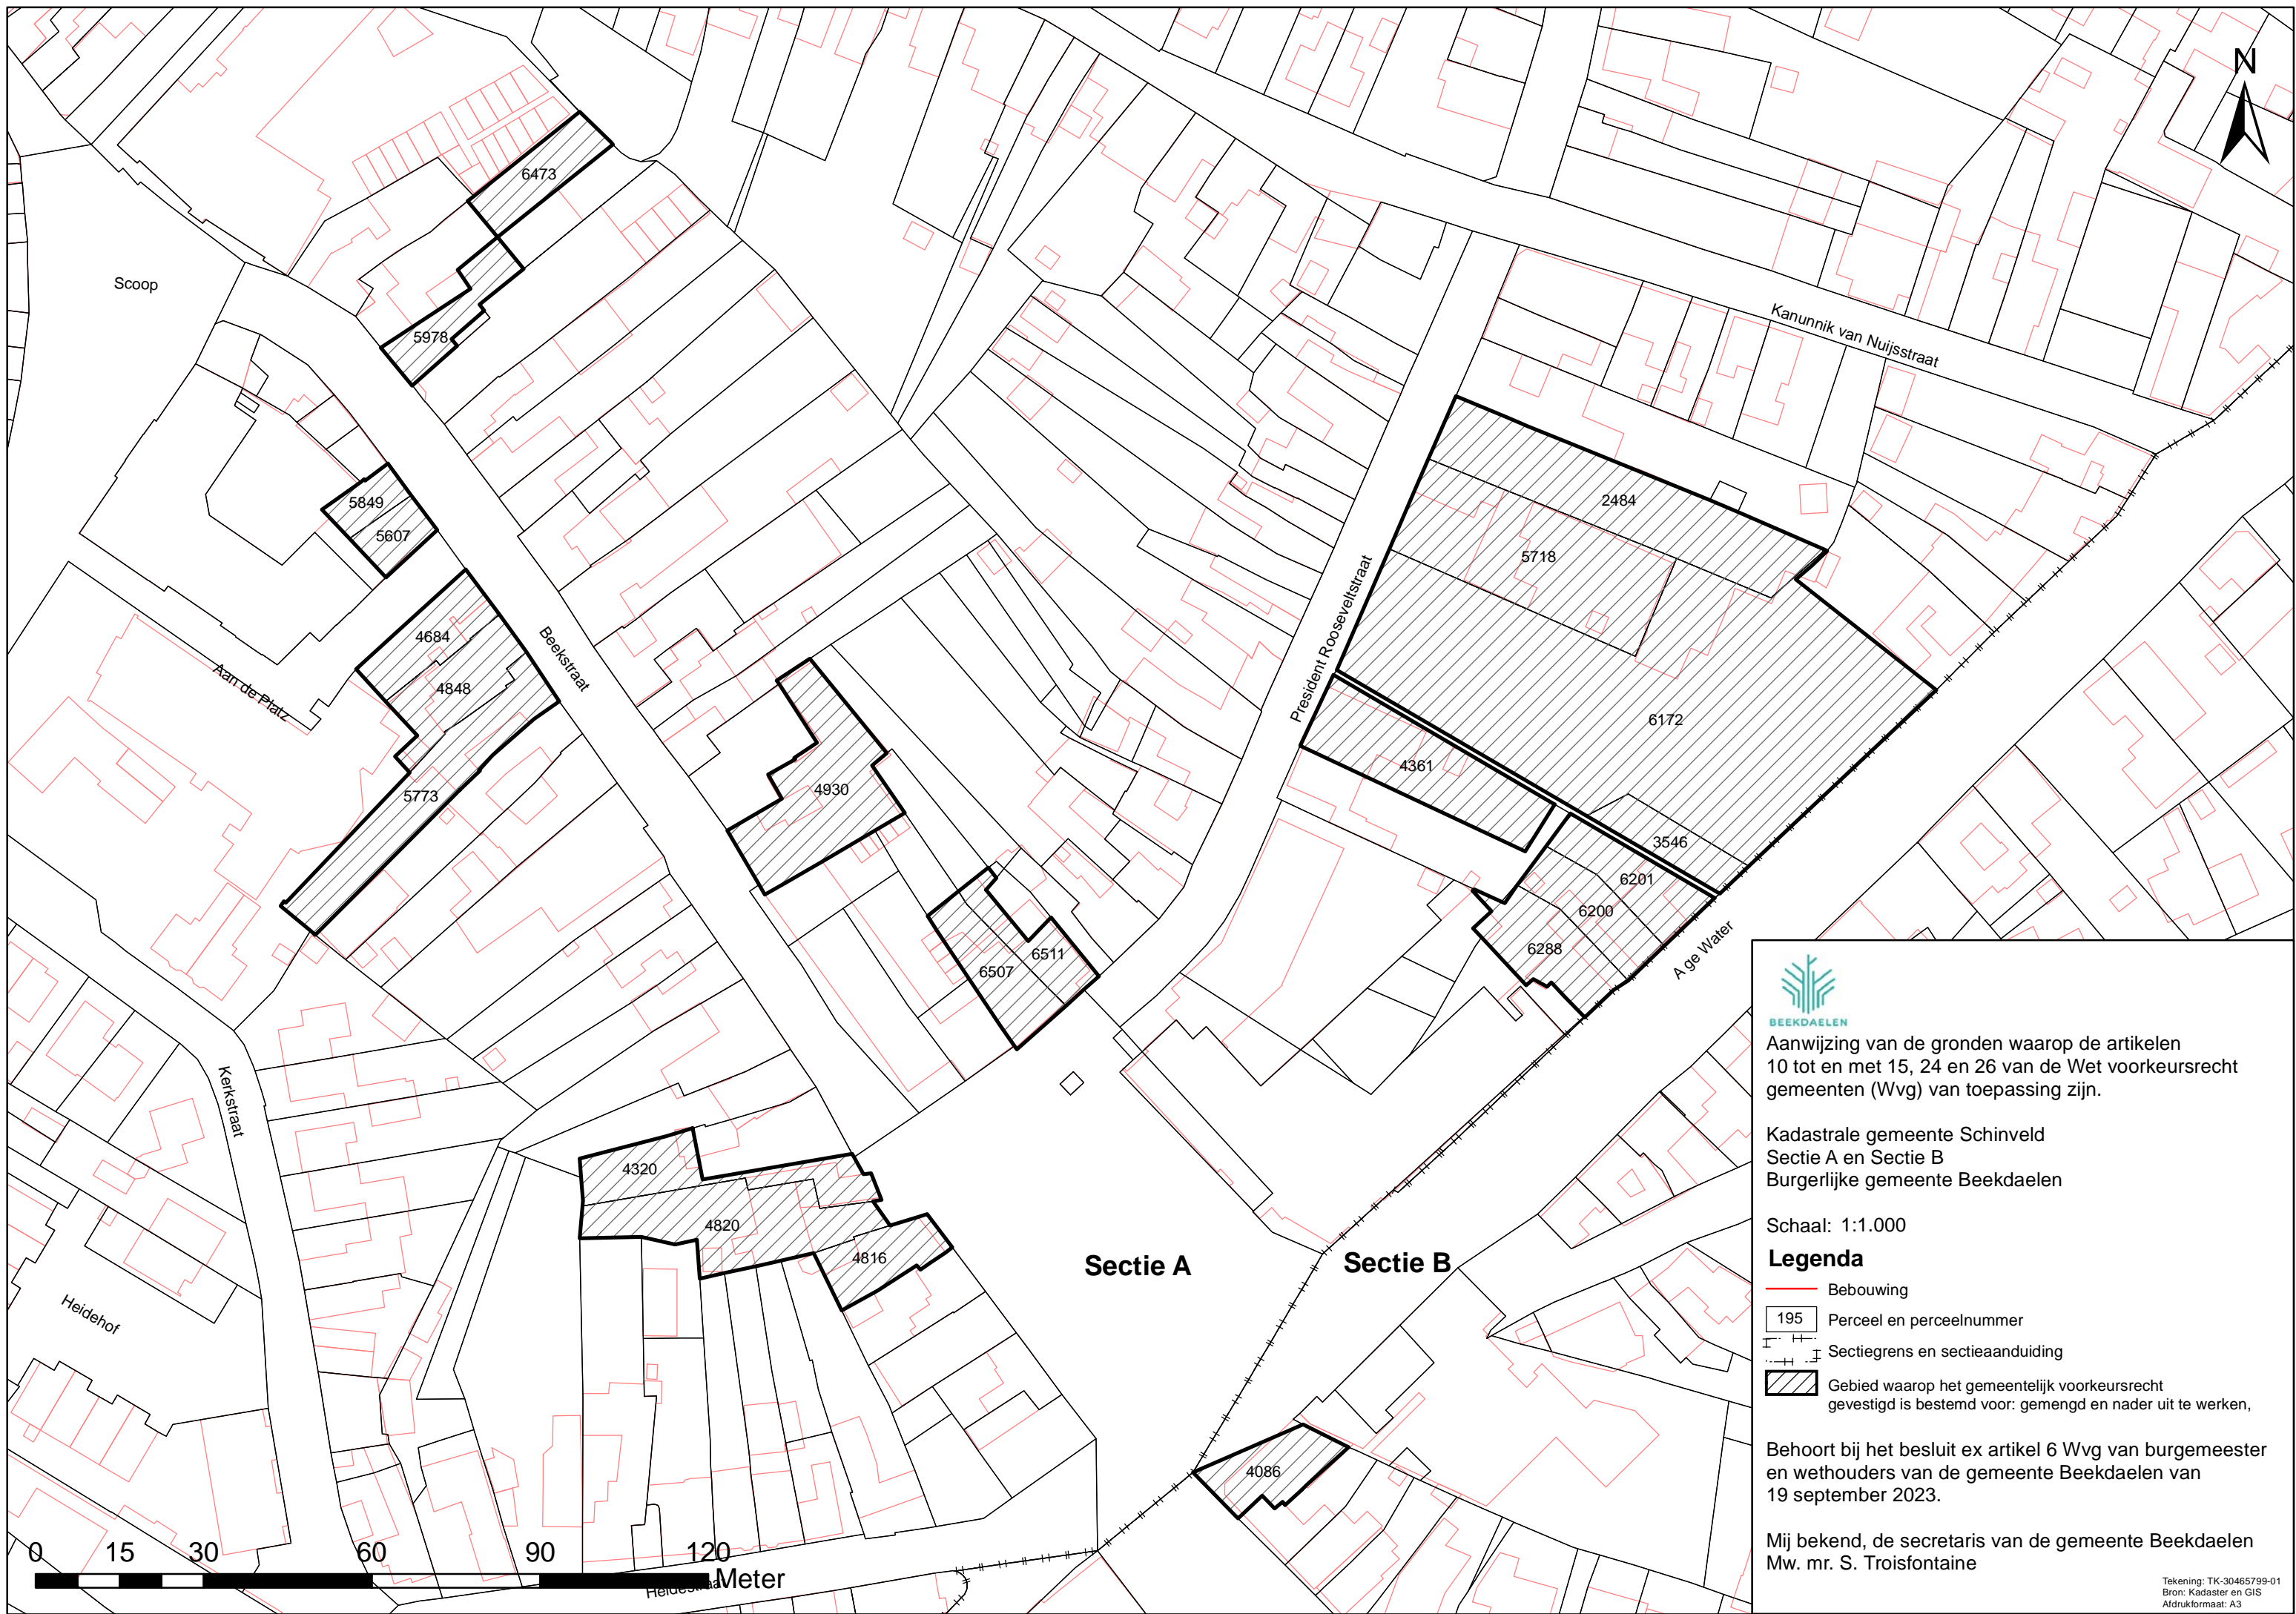 N
6473
Scoop
5978
Kanunnik van Nuijsstraat
5849
5607
2484
5718
President Rooseveltstraat
4684
Beekstraat
4848
Aan de Platz
6172
4361
4930
5773
3546
6201
6200
6288
6511
6507
A ge Water
Kerkstraat
4320
4820
4816
Sectie A
Sectie B
Heidehof
4086
0 15 30 60 90 120
Meter
Heidestraat
BEEKDAELEN
Aanwijzing van de gronden waarop de artikelen
10 tot en met 15, 24 en 26 van de Wet voorkeursrecht
gemeenten (Wvg) van toepassing zijn.
Kadastrale gemeente Schinveld
Sectie A en Sectie B
Burgerlijke gemeente Beekdaelen
Schaal: 1:1.000
Legenda
Bebouwing
195 Perceel en perceelnummer
Sectiegrens en sectieaanduiding
Gebied waarop het gemeentelijk voorkeursrecht
gevestigd is bestemd voor: gemengd en nader uit te werken,
Behoort bij het besluit ex artikel 6 Wvg van burgemeester
en wethouders van de gemeente Beekdaelen van
19 september 2023.
Mij bekend, de secretaris van de gemeente Beekdaelen
Mw. mr. S. Troisfontaine
Tekening: TK-30465799-01
Bron: Kadaster en GIS
Afdrukformaat: A3